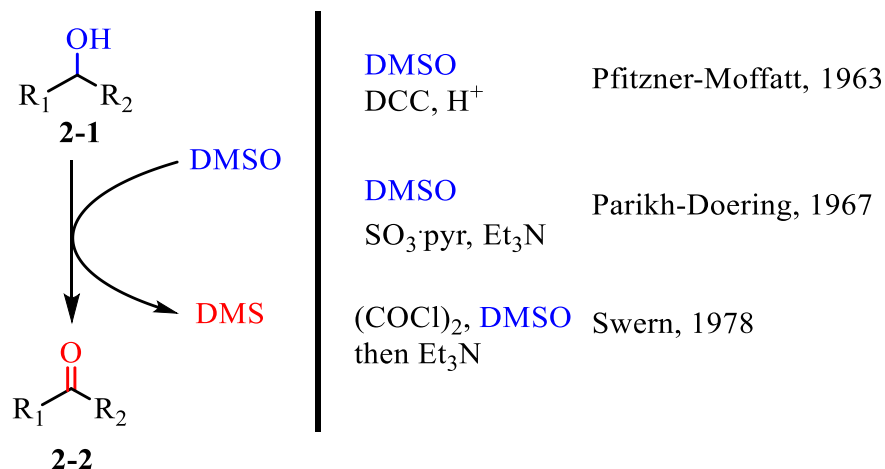 OH
R₁ R₂
2-1
DMSO
DMS
O
R₁ R₂
2-2
DMSO
DCC, H⁺
Pfitzner-Moffatt, 1963
DMSO
SO₃·pyr, Et₃N
Parikh-Doering, 1967
(COCl)₂, DMSO
then Et₃N
Swern, 1978